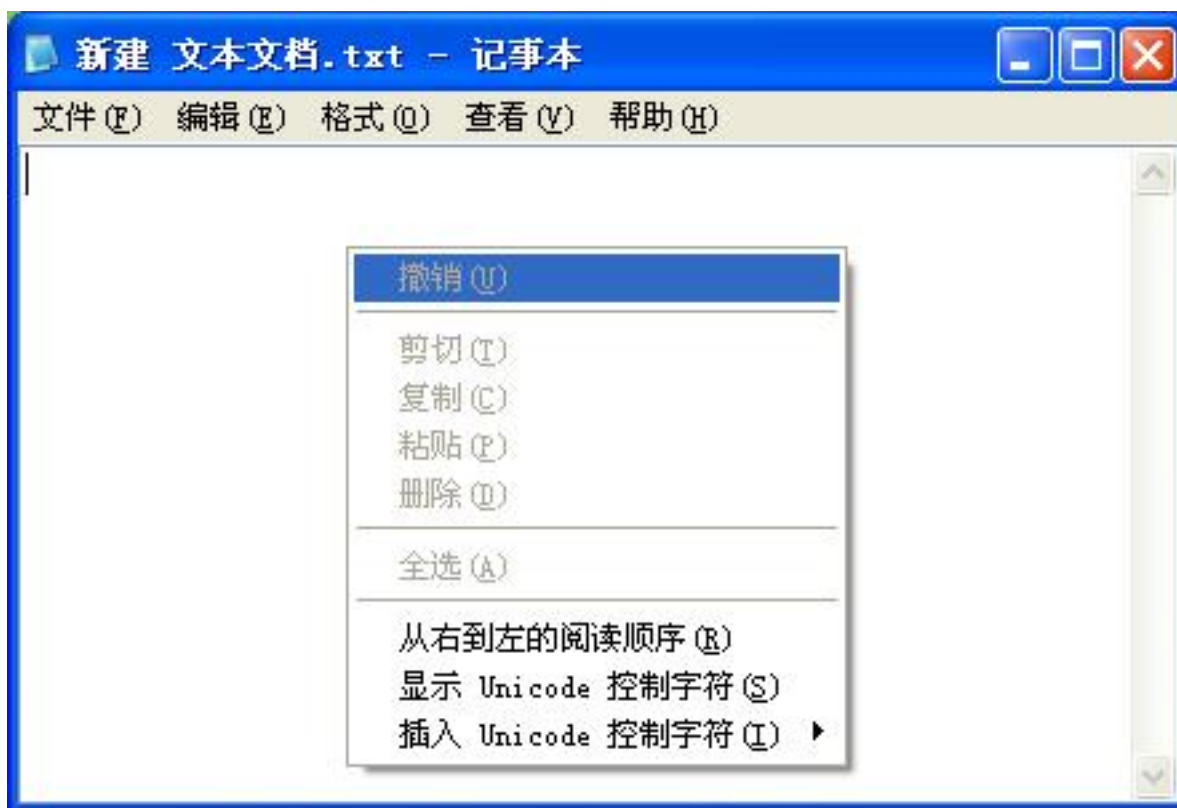 新建 文本文档.txt - 记事本
文件(F) 编辑(E) 格式(O) 查看(V) 帮助(H)
撤销(U)
剪切(T)
复制(C)
粘贴(P)
删除(D)
全选(A)
从右到左的阅读顺序(R)
显示 Unicode 控制字符(S)
插入 Unicode 控制字符(I)